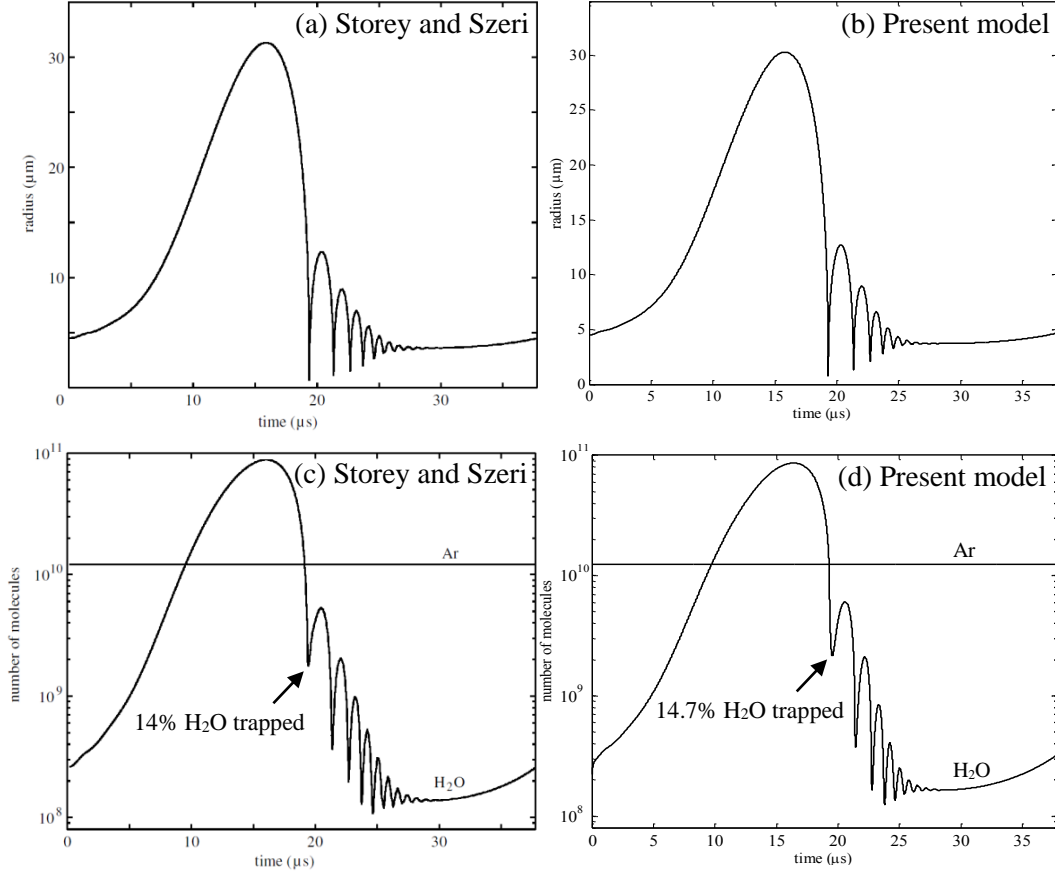 (a) Storey and Szeri
30
20
10
radius (µm)
0
10
20
30
time (µs)
(b) Present model
30
25
20
15
10
5
0
radius (µm)
0
5
10
15
20
25
30
35
time (µs)
(c) Storey and Szeri
10¹¹
10¹⁰
10⁹
10⁸
number of molecules
Ar
14% H₂O trapped
H₂O
0
10
20
30
time (µs)
(d) Present model
10¹¹
10¹⁰
10⁹
10⁸
number of molecules
Ar
14.7% H₂O trapped
H₂O
0
5
10
15
20
25
30
35
time (µs)